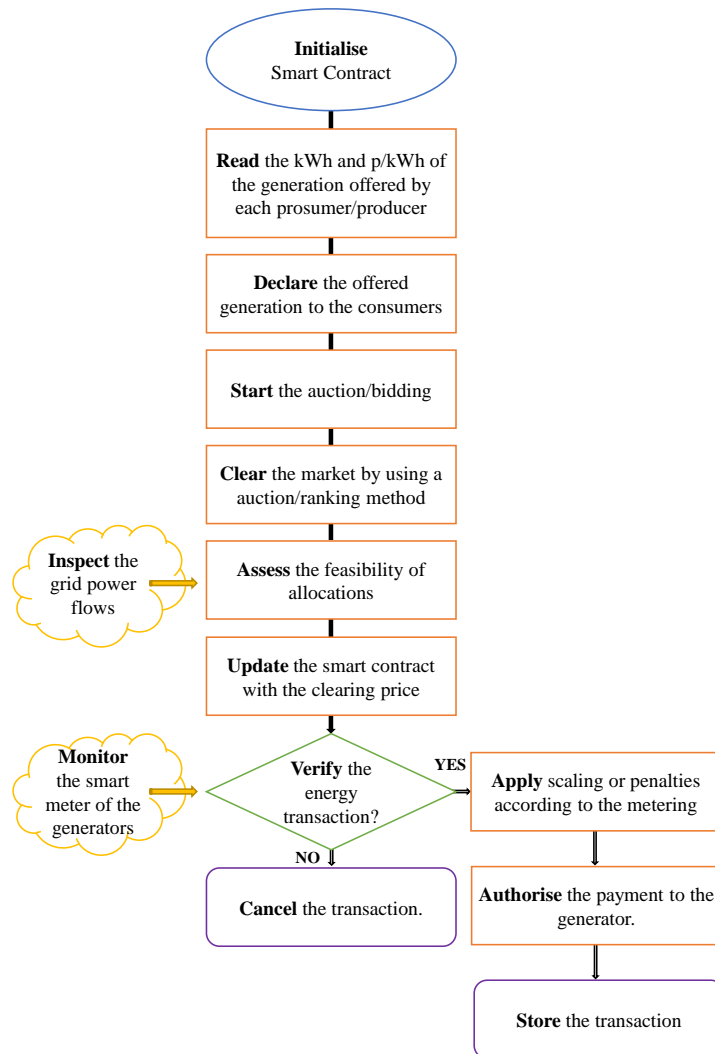 Initialise
Smart Contract
Read the kWh and p/kWh of
the generation offered by
each prosumer/producer
Declare the offered
generation to the consumers
Start the auction/bidding
Clear the market by using a
auction/ranking method
Inspect the
grid power
flows
Assess the feasibility of
allocations
Update the smart contract
with the clearing price
Monitor
the smart
meter of the
generators
Verify the
energy
transaction?
YES
Apply scaling or penalties
according to the metering
NO
Cancel the transaction.
Authorise the payment to the
generator.
Store the transaction